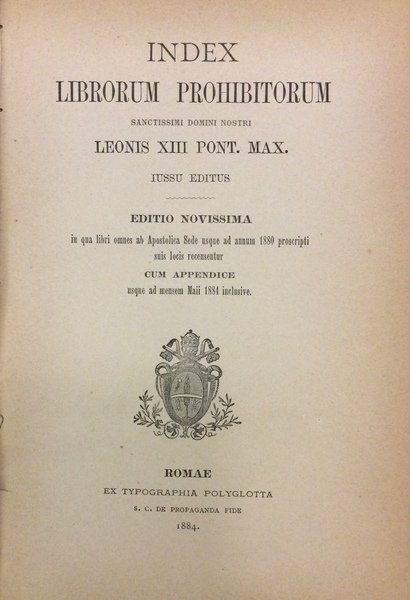 INDEX
LIBRORUM PROHIBITORUM
SANCTISSIMI DOMINI NOSTRI
LEONIS XIII PONT. MAX.
IUSSU EDITUS
EDITIO NOVISSIMA
in qua libri omnes ab Apostolica Sede usque ad annum 1880 proscripti
suis locis recensentur
CUM APPENDICE
usque ad mensem Maii 1884 inclusive.
ROMAE
EX TYPOGRAPHIA POLYGLOTTA
S. C. DE PROPAGANDA FIDE
1884.